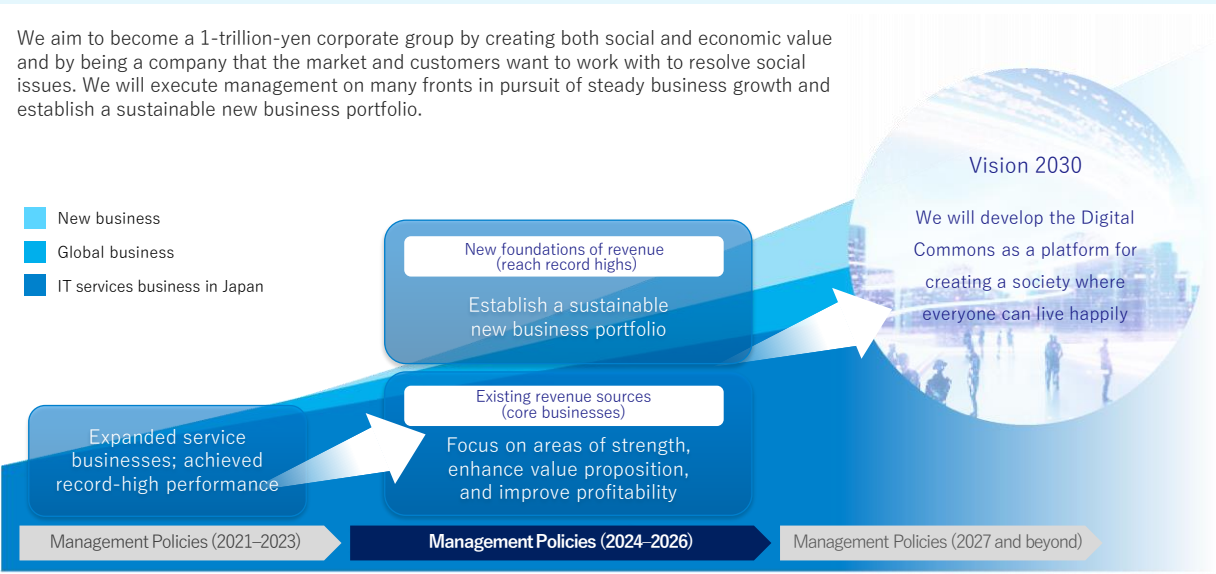 We aim to become a 1-trillion-yen corporate group by creating both social and economic value
and by being a company that the market and customers want to work with to resolve social
issues. We will execute management on many fronts in pursuit of steady business growth and
establish a sustainable new business portfolio.
New business
Global business
IT services business in Japan
Expanded service
businesses; achieved
record-high performance
New foundations of revenue
(reach record highs)
Establish a sustainable
new business portfolio
Existing revenue sources
(core businesses)
Focus on areas of strength,
enhance value proposition,
and improve profitability
Vision 2030
We will develop the Digital
Commons as a platform for
creating a society where
everyone can live happily
Management Policies (2021–2023)
Management Policies (2024–2026)
Management Policies (2027 and beyond)